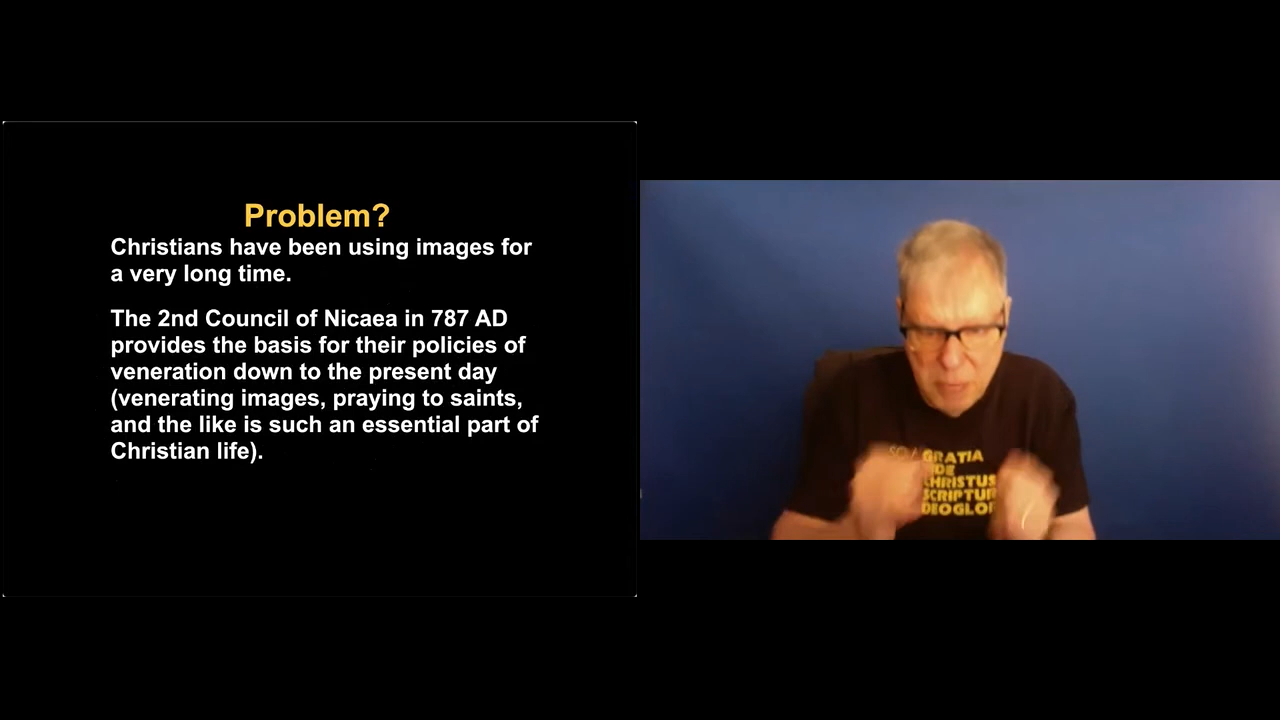 Problem?
Christians have been using images for
a very long time.
The 2nd Council of Nicaea in 787 AD
provides the basis for their policies of
veneration down to the present day
(venerating images, praying to saints,
and the like is such an essential part of
Christian life).
GRATIA
CHRISTUS